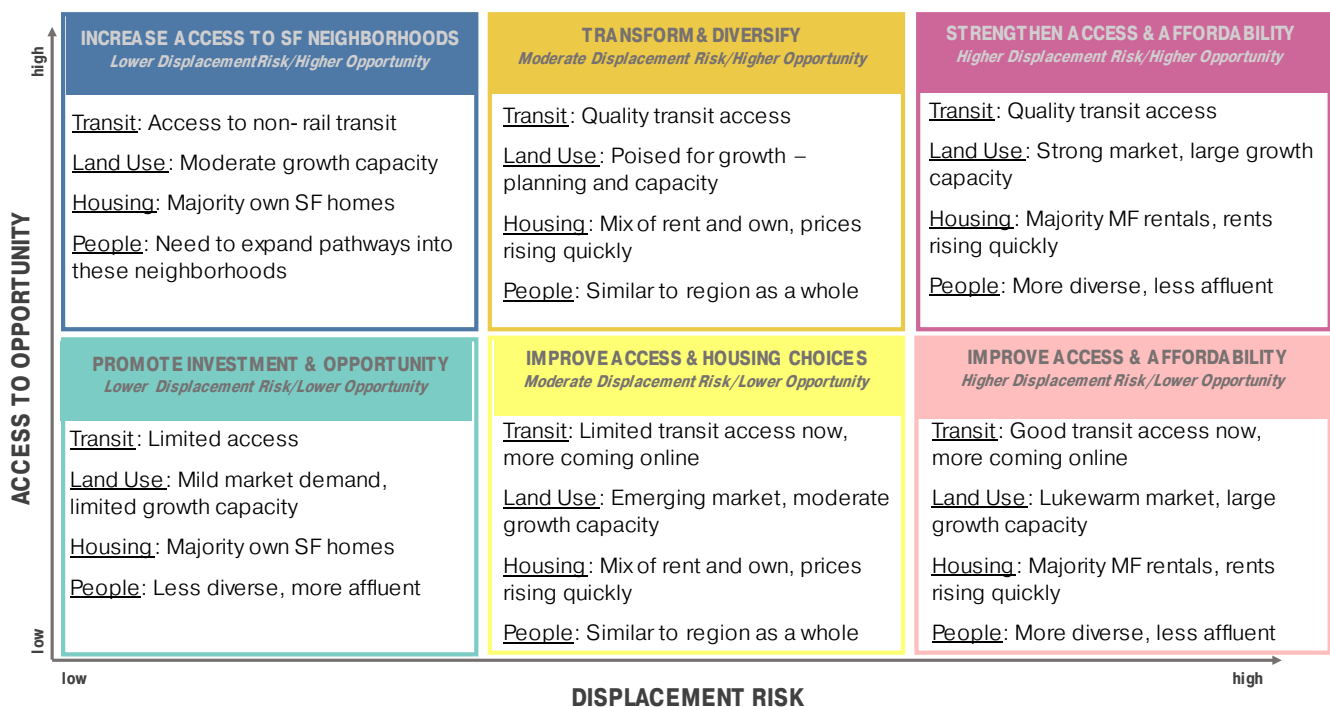 high
ACCESS TO OPPORTUNITY
low
INCREASE ACCESS TO SF NEIGHBORHOODS
Lower Displacement Risk/Higher Opportunity
Transit: Access to non- rail transit
Land Use: Moderate growth capacity
Housing: Majority own SF homes
People: Need to expand pathways into
these neighborhoods
TRANSFORM & DIVERSIFY
Moderate Displacement Risk/Higher Opportunity
Transit: Quality transit access
Land Use: Poised for growth –
planning and capacity
Housing: Mix of rent and own, prices
rising quickly
People: Similar to region as a whole
STRENGTHEN ACCESS & AFFORDABILITY
Higher Displacement Risk/Higher Opportunity
Transit: Quality transit access
Land Use: Strong market, large growth
capacity
Housing: Majority MF rentals, rents
rising quickly
People: More diverse, less affluent
PROMOTE INVESTMENT & OPPORTUNITY
Lower Displacement Risk/Lower Opportunity
Transit: Limited access
Land Use: Mild market demand,
limited growth capacity
Housing: Majority own SF homes
People: Less diverse, more affluent
IMPROVE ACCESS & HOUSING CHOICES
Moderate Displacement Risk/Lower Opportunity
Transit: Limited transit access now,
more coming online
Land Use: Emerging market, moderate
growth capacity
Housing: Mix of rent and own, prices
rising quickly
People: Similar to region as a whole
IMPROVE ACCESS & AFFORDABILITY
Higher Displacement Risk/Lower Opportunity
Transit: Good transit access now,
more coming online
Land Use: Lukewarm market, large
growth capacity
Housing: Majority MF rentals, rents
rising quickly
People: More diverse, less affluent
low
high
DISPLACEMENT RISK